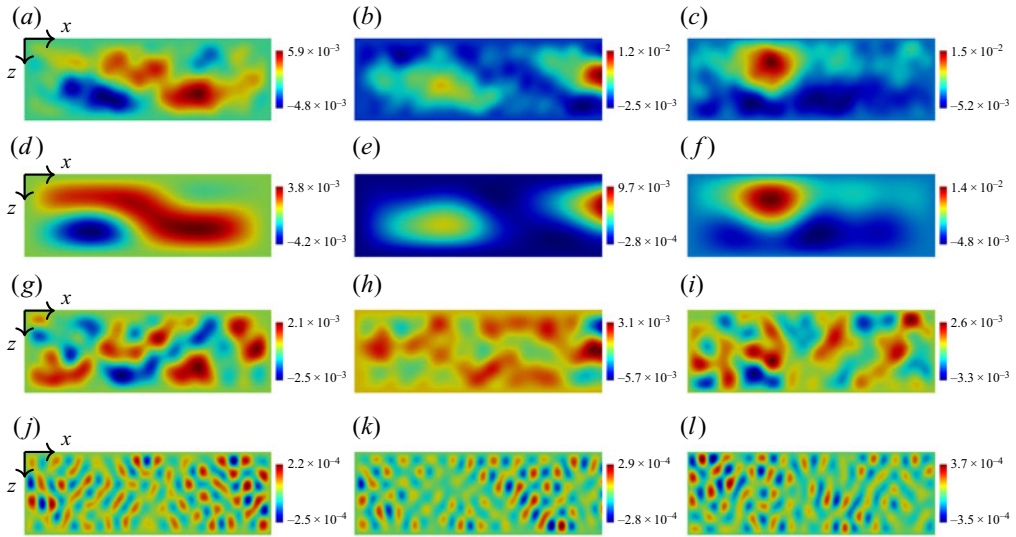 (a) x z 5.9 × 10⁻³ −4.8 × 10⁻³
(b) 1.2 × 10⁻² −2.5 × 10⁻³
(c) 1.5 × 10⁻² −5.2 × 10⁻³
(d) x z 3.8 × 10⁻³ −4.2 × 10⁻³
(e) 9.7 × 10⁻³ −2.8 × 10⁻⁴
(f) 1.4 × 10⁻² −4.8 × 10⁻³
(g) x z 2.1 × 10⁻³ −2.5 × 10⁻³
(h) 3.1 × 10⁻³ −5.7 × 10⁻³
(i) 2.6 × 10⁻³ −3.3 × 10⁻³
(j) x z 2.2 × 10⁻⁴ −2.5 × 10⁻⁴
(k) 2.9 × 10⁻⁴ −2.8 × 10⁻⁴
(l) 3.7 × 10⁻⁴ −3.5 × 10⁻⁴